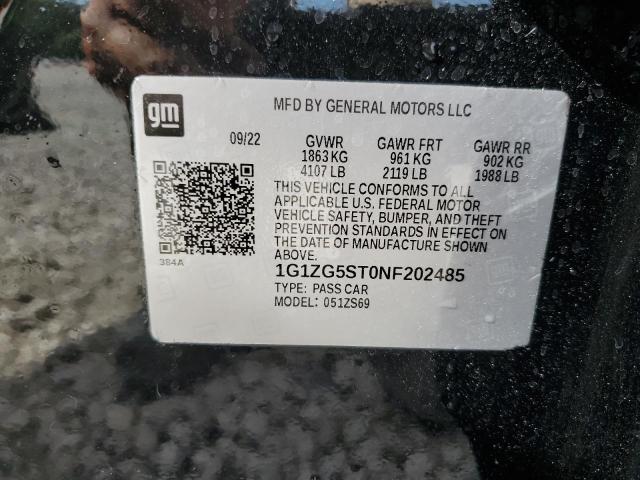 gm
MFD BY GENERAL MOTORS LLC
09/22 GVWR GAWR FRT GAWR RR
1863 KG 961 KG 902 KG
4107 LB 2119 LB 1988 LB
THIS VEHICLE CONFORMS TO ALL
APPLICABLE U.S. FEDERAL MOTOR
VEHICLE SAFETY, BUMPER, AND THEFT
PREVENTION STANDARDS IN EFFECT ON
THE DATE OF MANUFACTURE SHOWN
ABOVE.
384A
1G1ZG5ST0NF202485
TYPE: PASS CAR
MODEL: 051ZS69